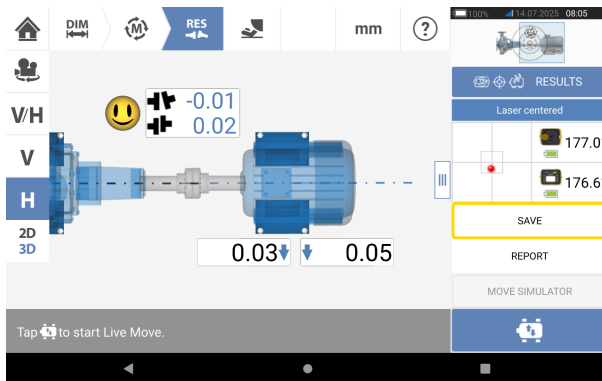 100% 14.07.2025 08:05
DIM
M
RES
mm
?
RESULTS
Laser centered
V/H
-0.01
0.02
177.0
V
176.6
H
2D
3D
SAVE
0.03
0.05
REPORT
MOVE SIMULATOR
Tap to start Live Move.